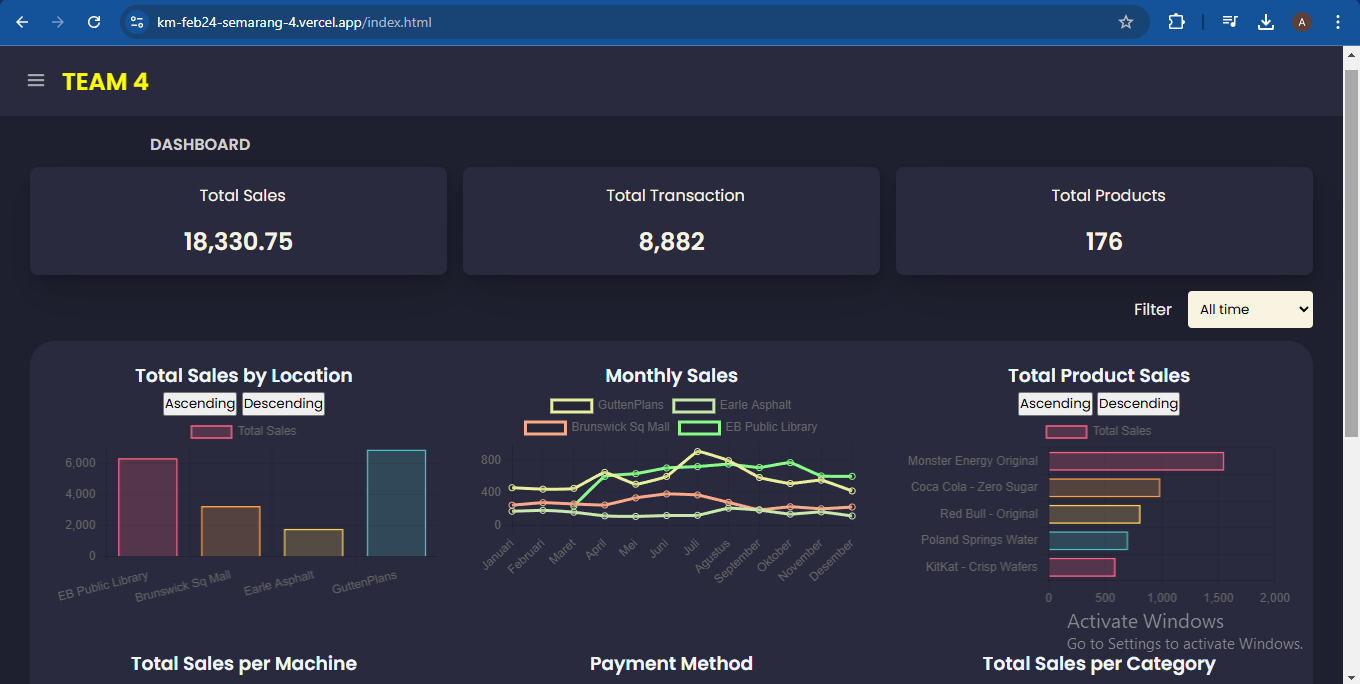 km-feb24-semarang-4.vercel.app/index.html
A
TEAM 4
DASHBOARD
Total Sales
18,330.75
Total Transaction
8,882
Total Products
176
Filter
All time
Total Sales by Location
Ascending Descending
Total Sales
6,000
4,000
2,000
0
EB Public Library
Brunswick Sq Mall
Earle Asphalt
GuttenPlans
Monthly Sales
GuttenPlans Earle Asphalt
Brunswick Sq Mall EB Public Library
800
400
0
Januari
Februari
Maret
April
Mei
Juni
Juli
Agustus
September
Oktober
November
Desember
Total Product Sales
Ascending Descending
Total Sales
Monster Energy Original
Coca Cola - Zero Sugar
Red Bull - Original
Poland Springs Water
KitKat - Crisp Wafers
0 500 1,000 1,500 2,000
Activate Windows
Go to Settings to activate Windows.
Total Sales per Machine
Payment Method
Total Sales per Category